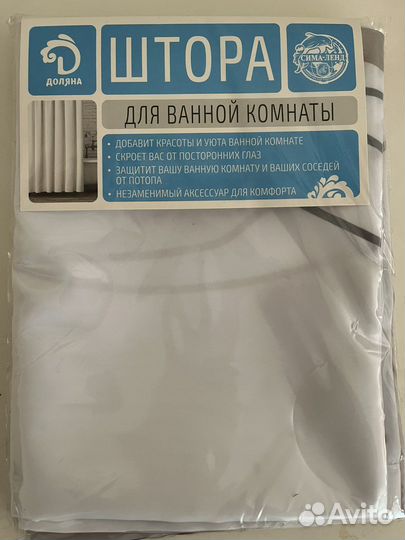 ДОЛЯНА
ШТОРА
СИМА-ЛЕНД
ДЛЯ ВАННОЙ КОМНАТЫ
• ДОБАВИТ КРАСОТЫ И УЮТА ВАННОЙ КОМНАТЕ
• СКРОЕТ ВАС ОТ ПОСТОРОННИХ ГЛАЗ
• ЗАЩИТИТ ВАШУ ВАННУЮ КОМНАТУ И ВАШИХ СОСЕДЕЙ
ОТ ПОТОПА
• НЕЗАМЕНИМЫЙ АКСЕССУАР ДЛЯ КОМФОРТА
Avito